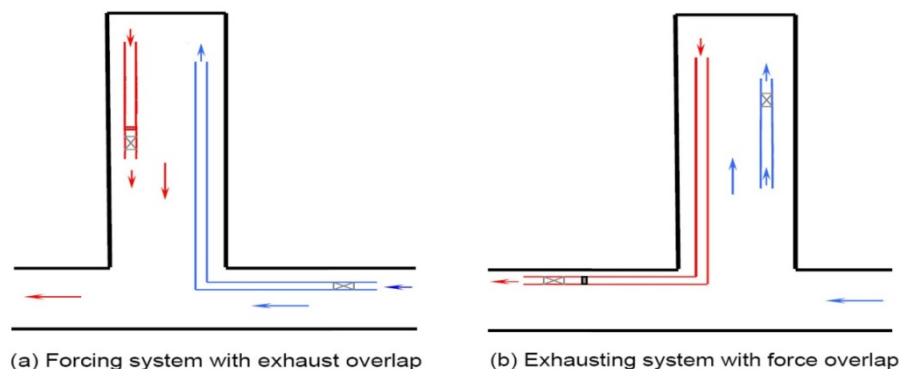 (a) Forcing system with exhaust overlap
(b) Exhausting system with force overlap